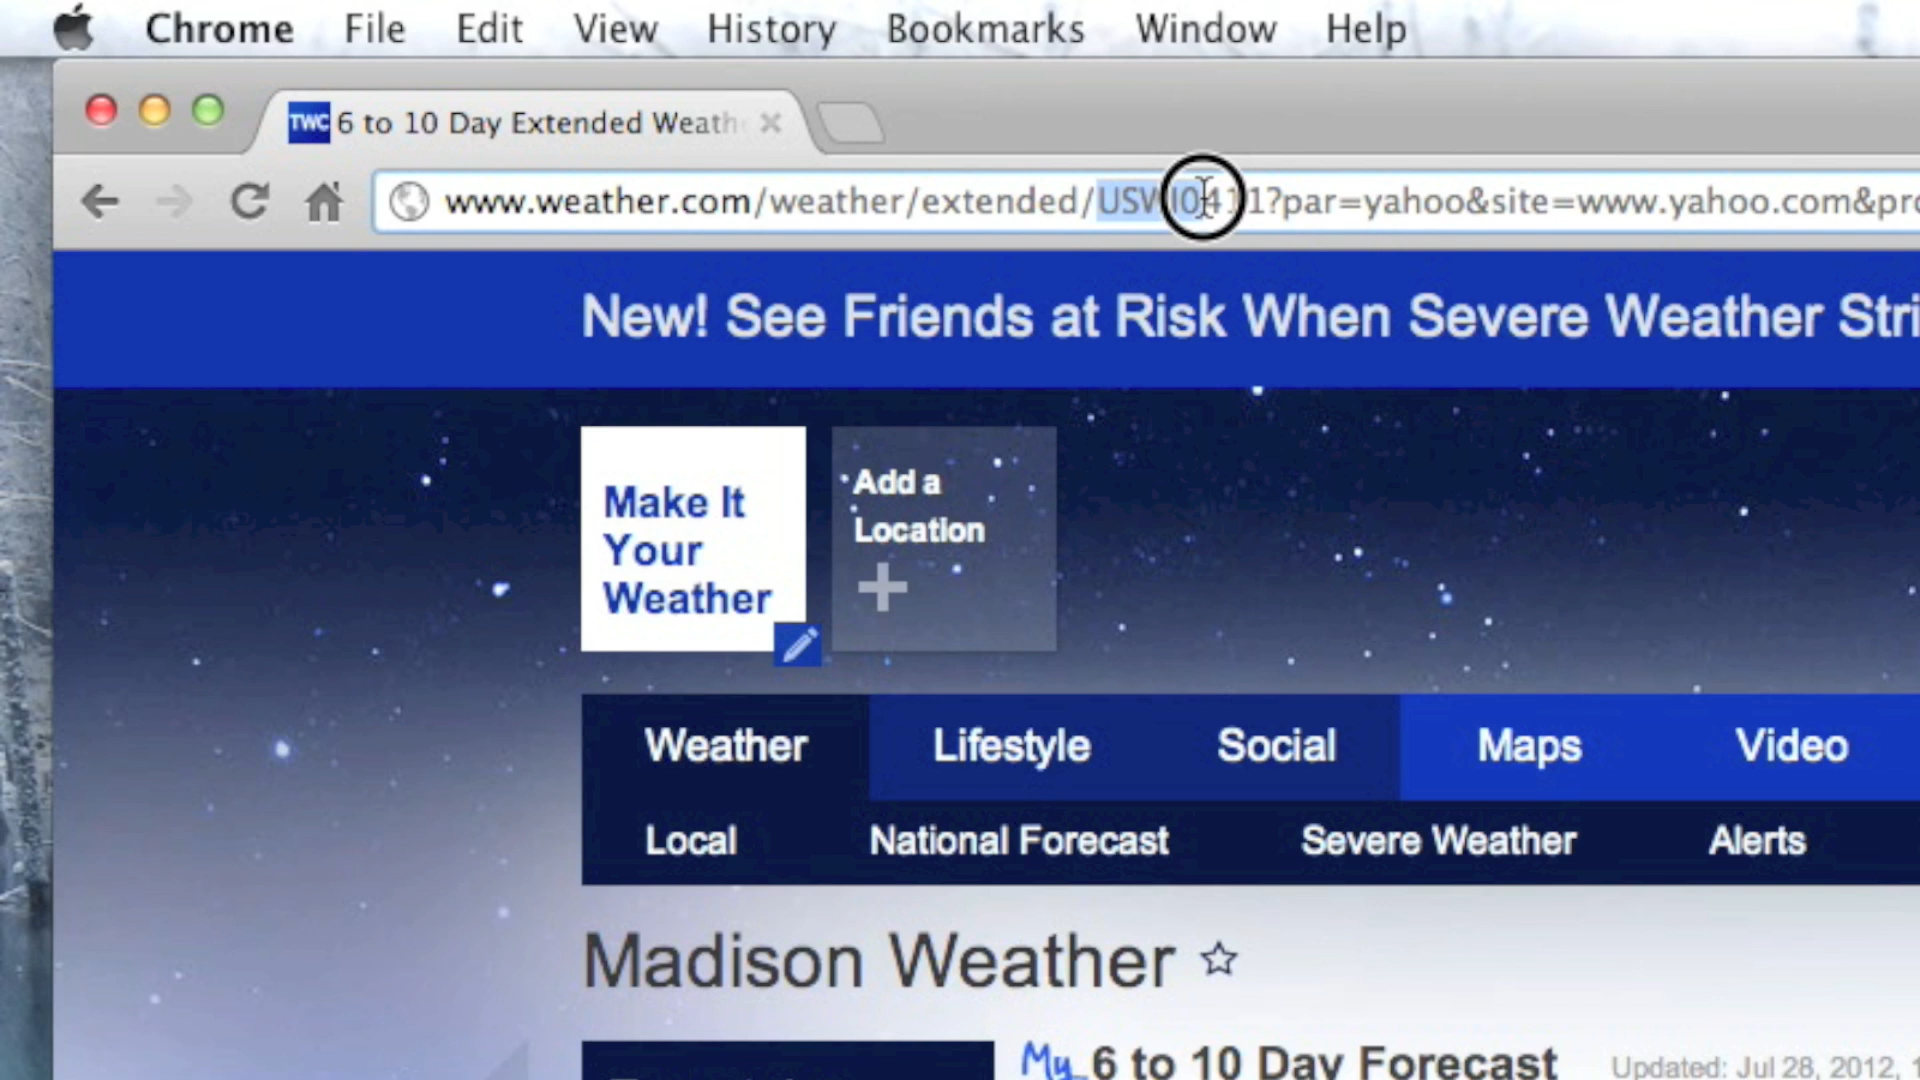 Chrome File Edit View History Bookmarks Window Help
TWC 6 to 10 Day Extended Weath
www.weather.com/weather/extended/USWI0411?par=yahoo&site=www.yahoo.com&pro
New! See Friends at Risk When Severe Weather Stri
Make It
Your
Weather
Add a
Location
Weather Lifestyle Social Maps Video
Local National Forecast Severe Weather Alerts
Madison Weather
My 6 to 10 Day Forecast Updated: Jul 28, 2012,